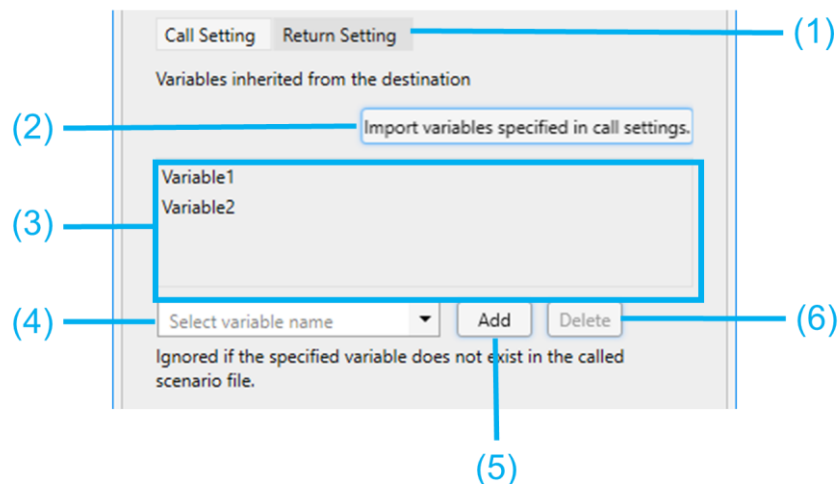 Call Setting Return Setting (1)
Variables inherited from the destination
(2) Import variables specified in call settings.
Variable1
(3) Variable2
(4) Select variable name Add Delete (6)
Ignored if the specified variable does not exist in the called
scenario file.
(5)